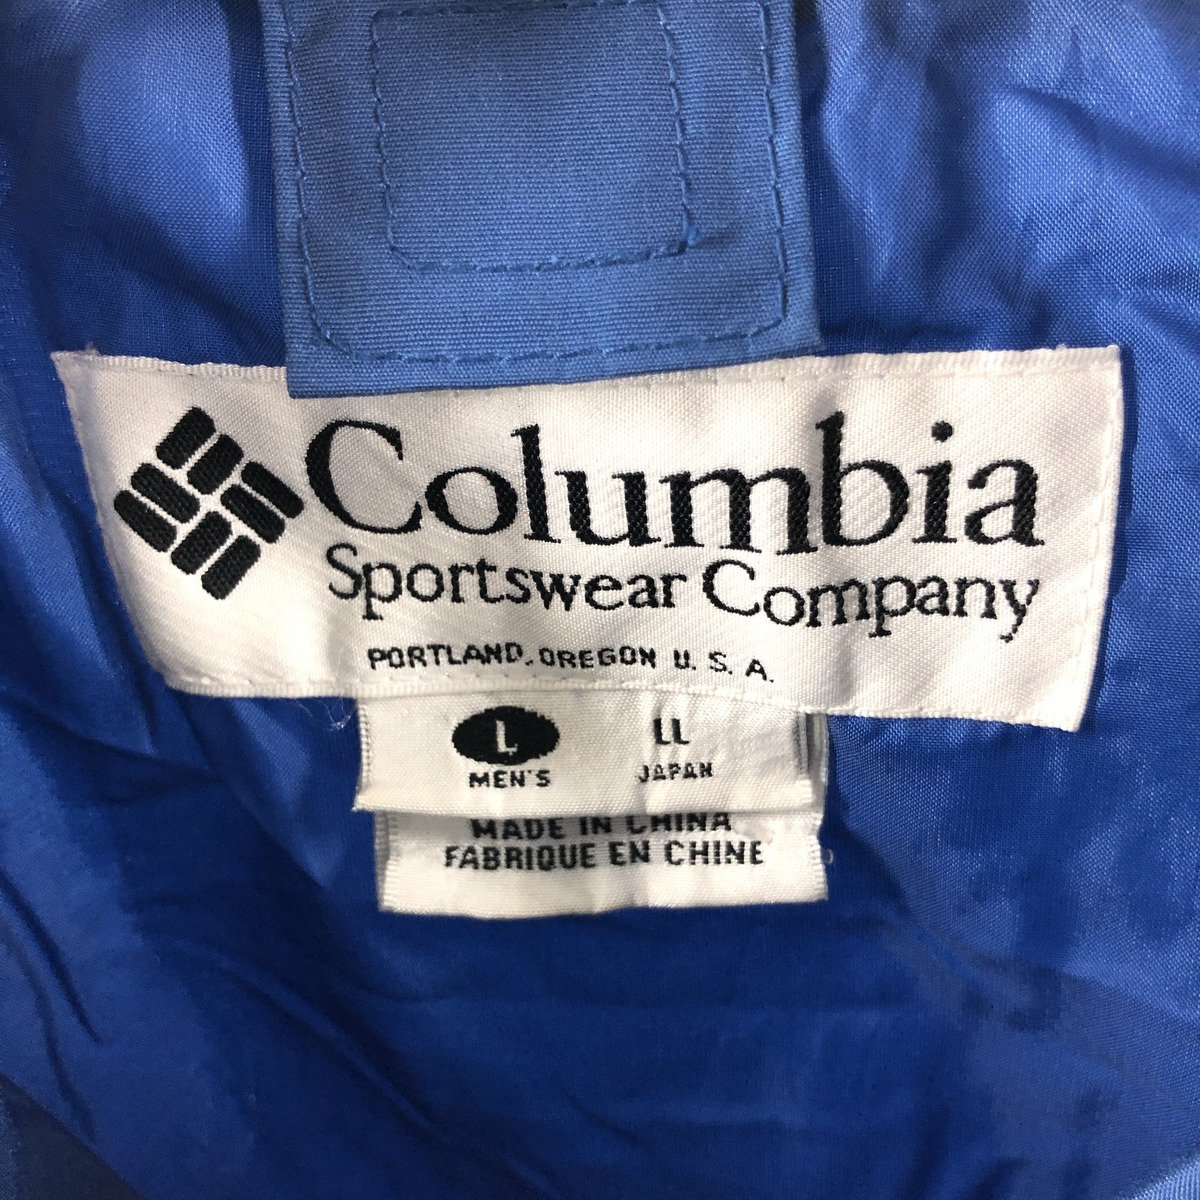 Columbia
Sportswear Company
PORTLAND, OREGON U.S.A.
L LL
MEN'S JAPAN
MADE IN CHINA
FABRIQUE EN CHINE